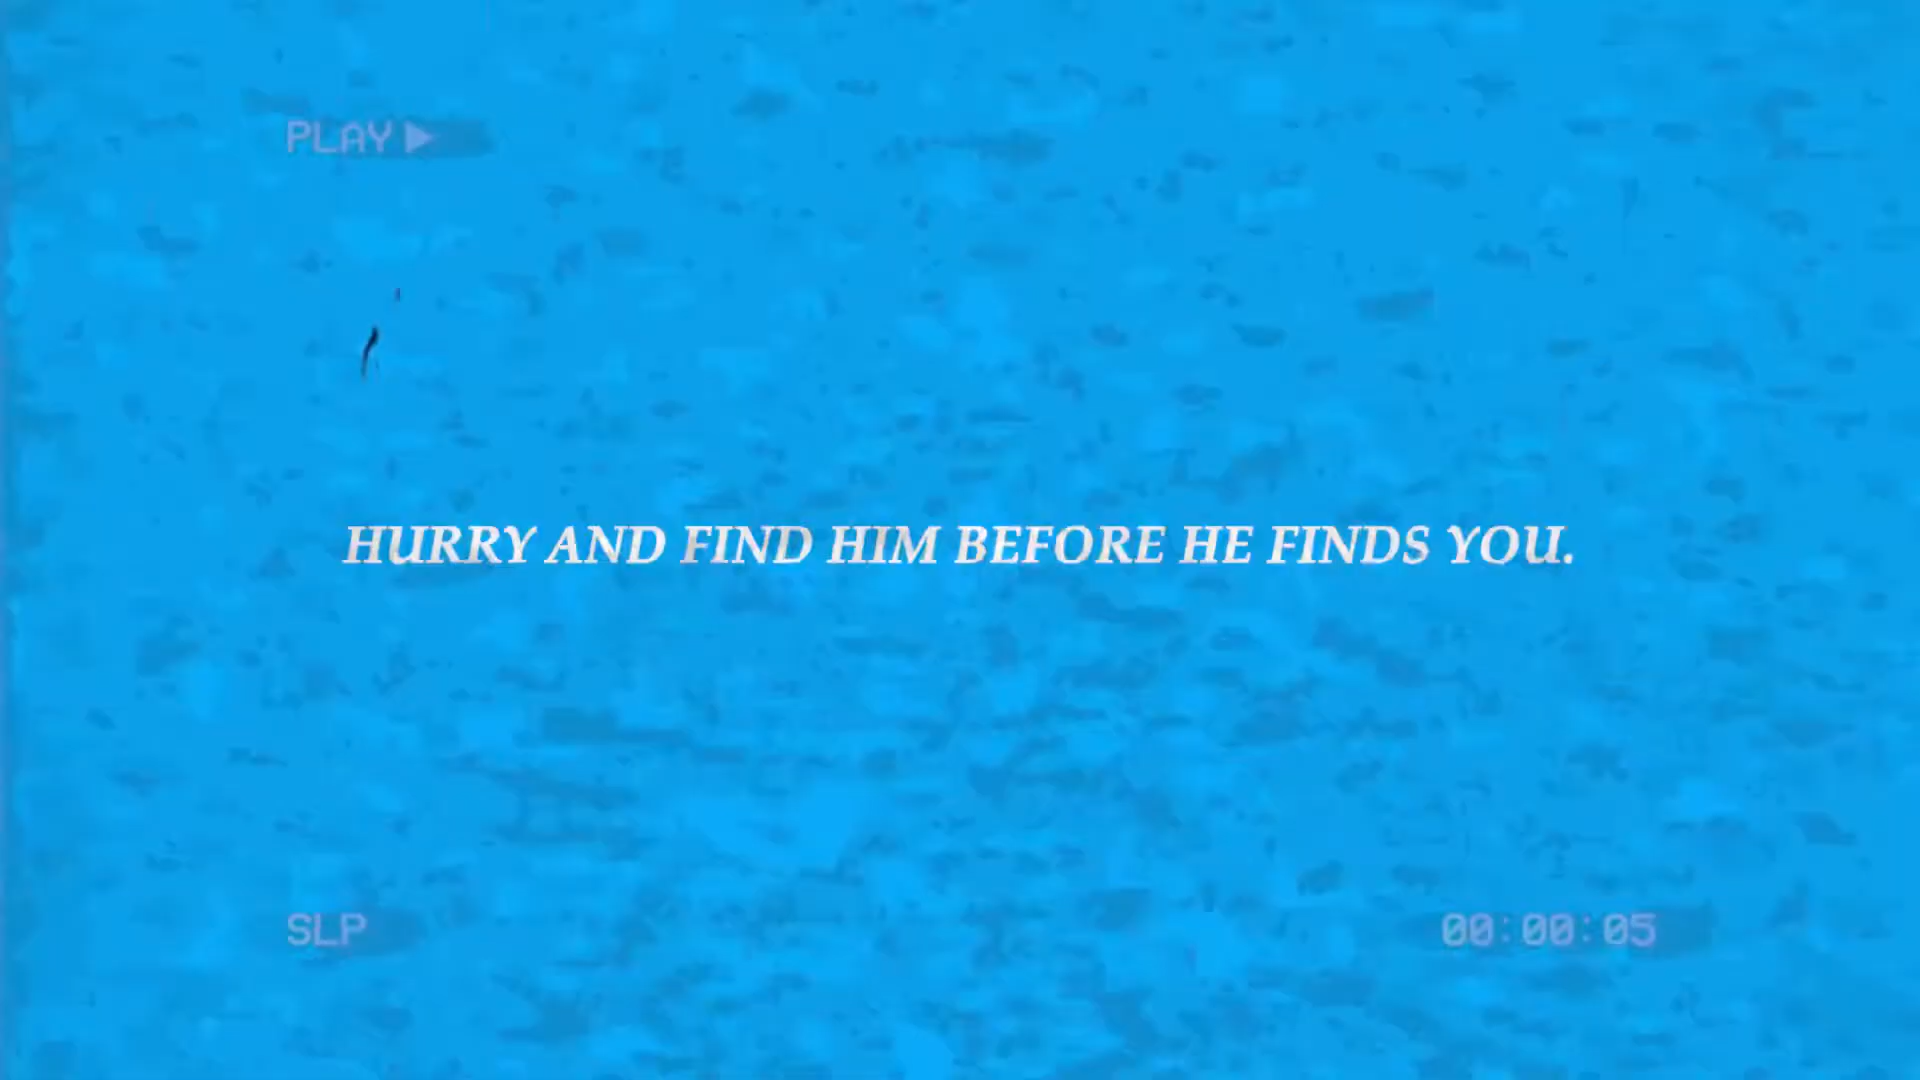 PLAY ▶
HURRY AND FIND HIM BEFORE HE FINDS YOU.
SLP
00:00:05